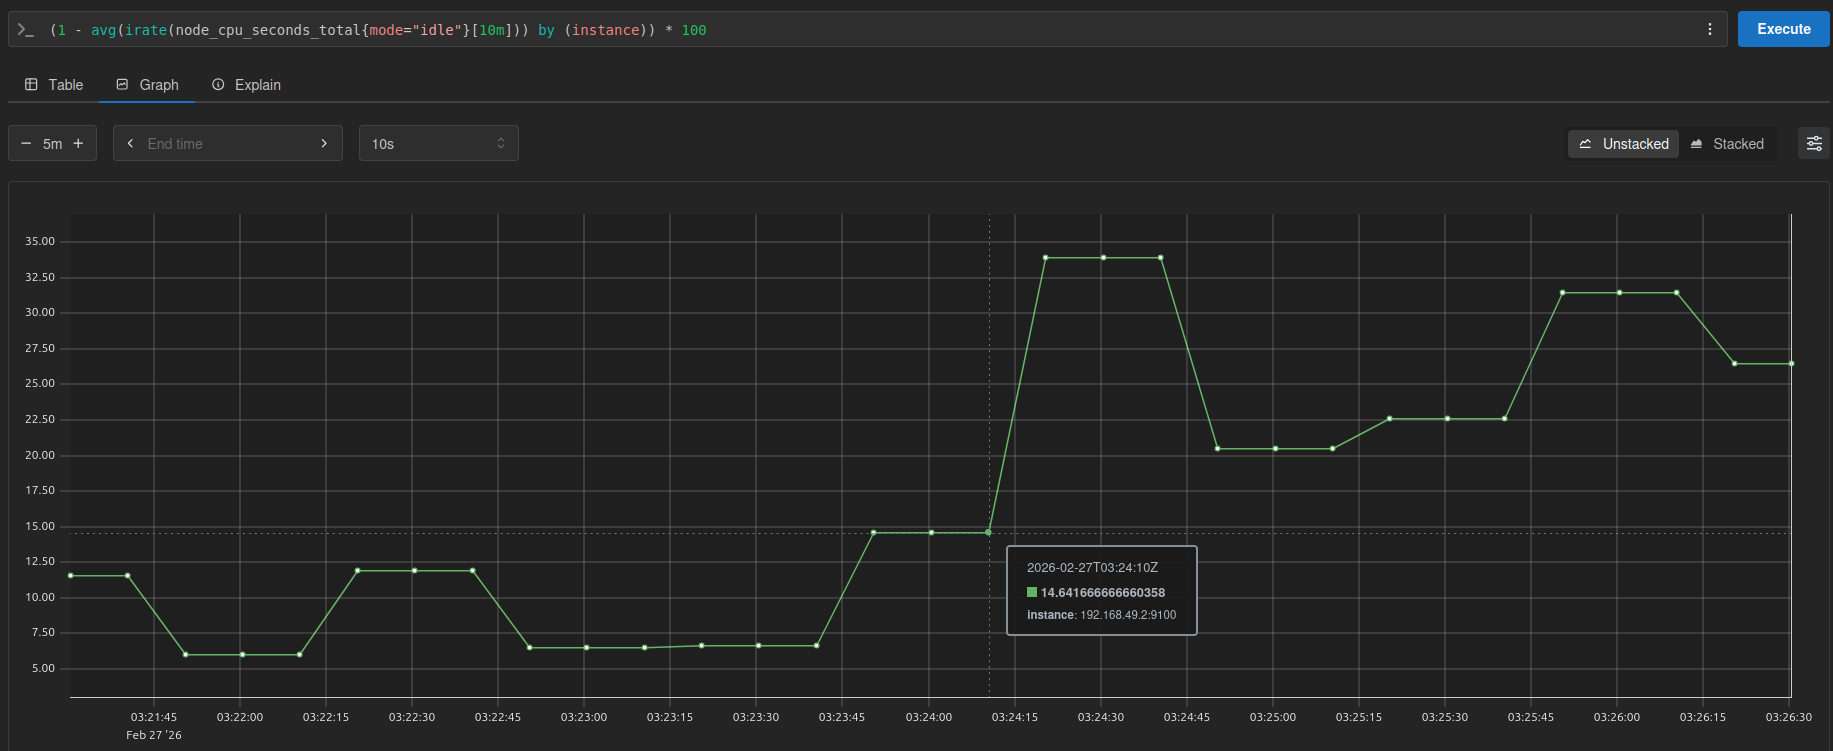 (1 - avg(irate(node_cpu_seconds_total{mode="idle"}[10m])) by (instance)) * 100
Execute
Table
Graph
Explain
5m
End time
10s
Unstacked
Stacked
35.00
32.50
30.00
27.50
25.00
22.50
20.00
17.50
15.00
12.50
10.00
7.50
5.00
2026-02-27T03:24:10Z
14.641666666660358
instance: 192.168.49.2:9100
03:21:45
03:22:00
03:22:15
03:22:30
03:22:45
03:23:00
03:23:15
03:23:30
03:23:45
03:24:00
03:24:15
03:24:30
03:24:45
03:25:00
03:25:15
03:25:30
03:25:45
03:26:00
03:26:15
03:26:30
Feb 27 '26